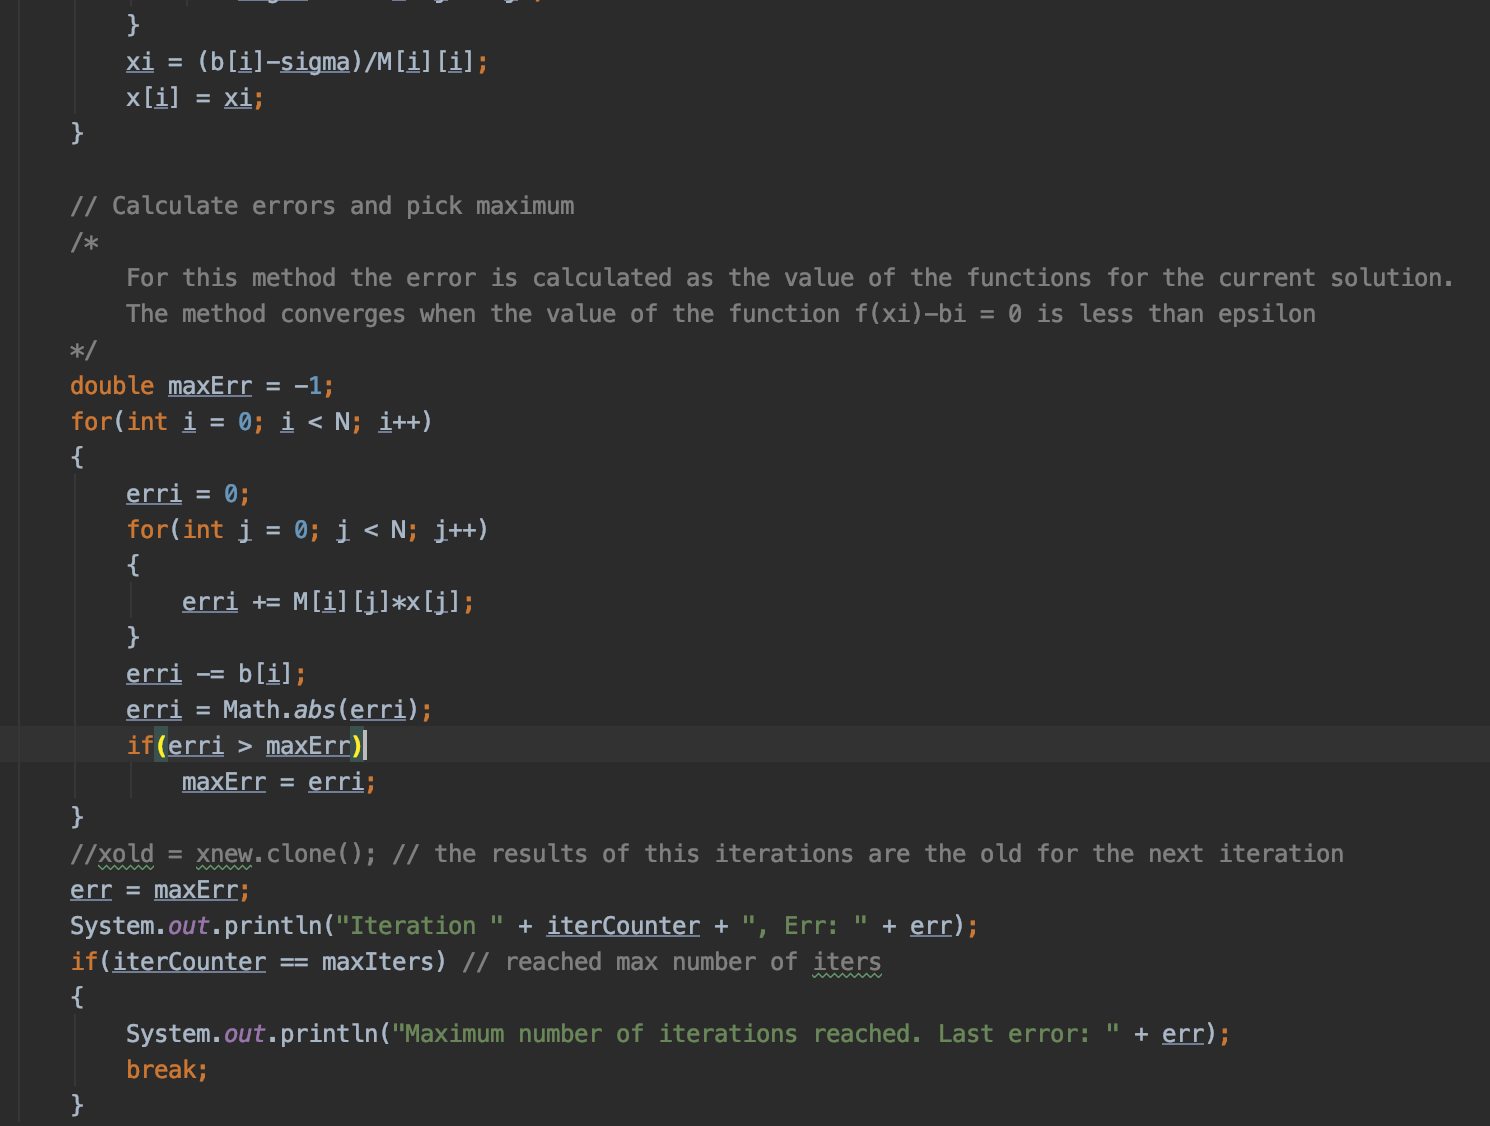 }
xi = (b[i]-sigma)/M[i][i];
x[i] = xi;
}
// Calculate errors and pick maximum
/*
For this method the error is calculated as the value of the functions for the current solution.
The method converges when the value of the function f(xi)-bi = 0 is less than epsilon
*/
double maxErr = -1;
for(int i = 0; i < N; i++)
{
erri = 0;
for(int j = 0; j < N; j++)
{
erri += M[i][j]*x[j];
}
erri -= b[i];
erri = Math.abs(erri);
if(erri > maxErr)
maxErr = erri;
}
//xold = xnew.clone(); // the results of this iterations are the old for the next iteration
err = maxErr;
System.out.println("Iteration " + iterCounter + ", Err: " + err);
if(iterCounter == maxIters) // reached max number of iters
{
System.out.println("Maximum number of iterations reached. Last error: " + err);
break;
}